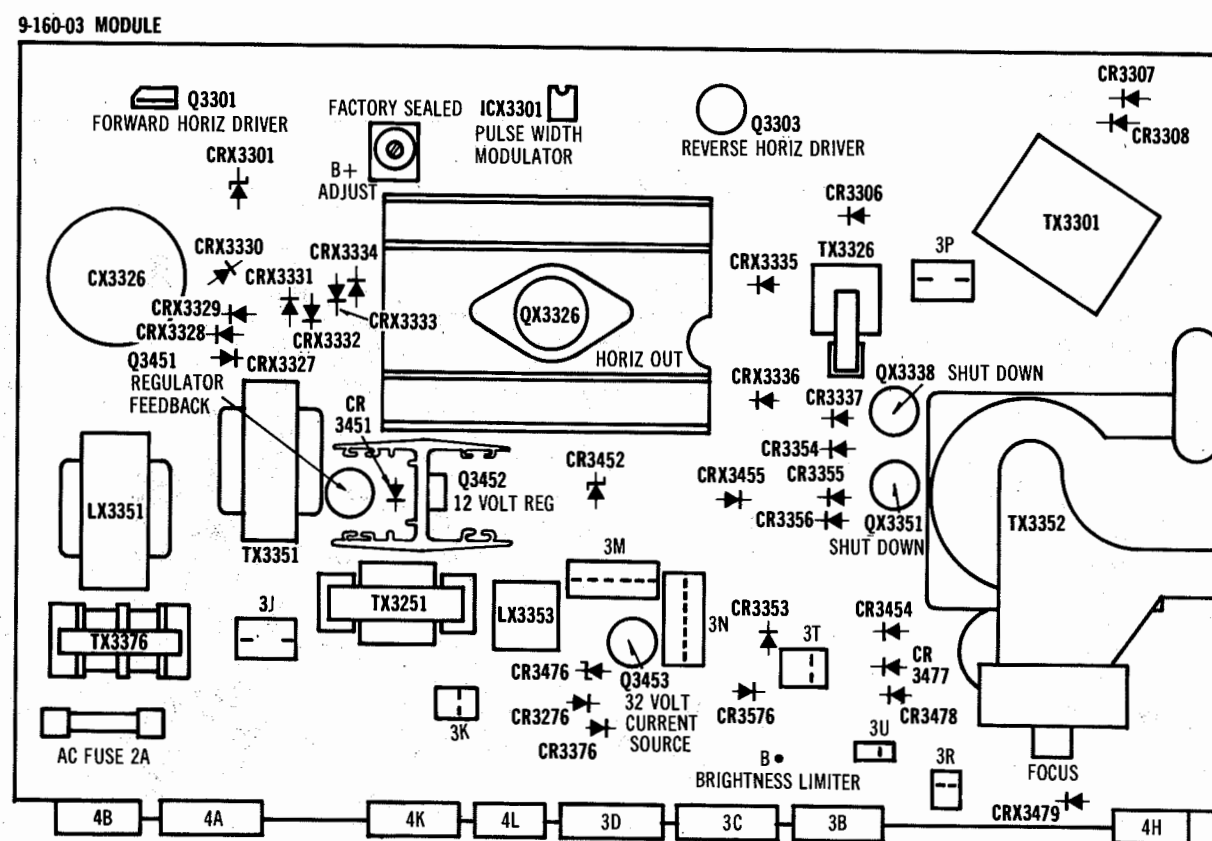 9-160-03 MODULE
Q3301
FORWARD HORIZ DRIVER
FACTORY SEALED
B+
ADJUST
ICX3301
PULSE WIDTH
MODULATOR
Q3303
REVERSE HORIZ DRIVER
CR3307
CR3308
CRX3301
CR3306
TX3301
CX3326
CRX3330
CRX3331
CRX3334
CRX3329
CRX3328
CRX3332
CRX3333
QX3326
HORIZ OUT
CRX3335
TX3326
3P
Q3451
REGULATOR
FEEDBACK
CRX3327
CR
3451
CRX3336
CR3337
QX3338
SHUT DOWN
LX3351
TX3351
Q3452
12 VOLT REG
CR3452
CRX3455
CR3354
CR3355
CR3356
QX3351
SHUT DOWN
TX3352
3M
TX3376
3J
TX3251
LX3353
3N
CR3353
3T
CR3454
CR
3477
CR3478
CR3476
CR3276
CR3376
Q3453
32 VOLT
CURRENT
SOURCE
CR3576
3K
AC FUSE 2A
B
BRIGHTNESS LIMITER
3U
3R
FOCUS
CRX3479
4B
4A
4K
4L
3D
3C
3B
4H